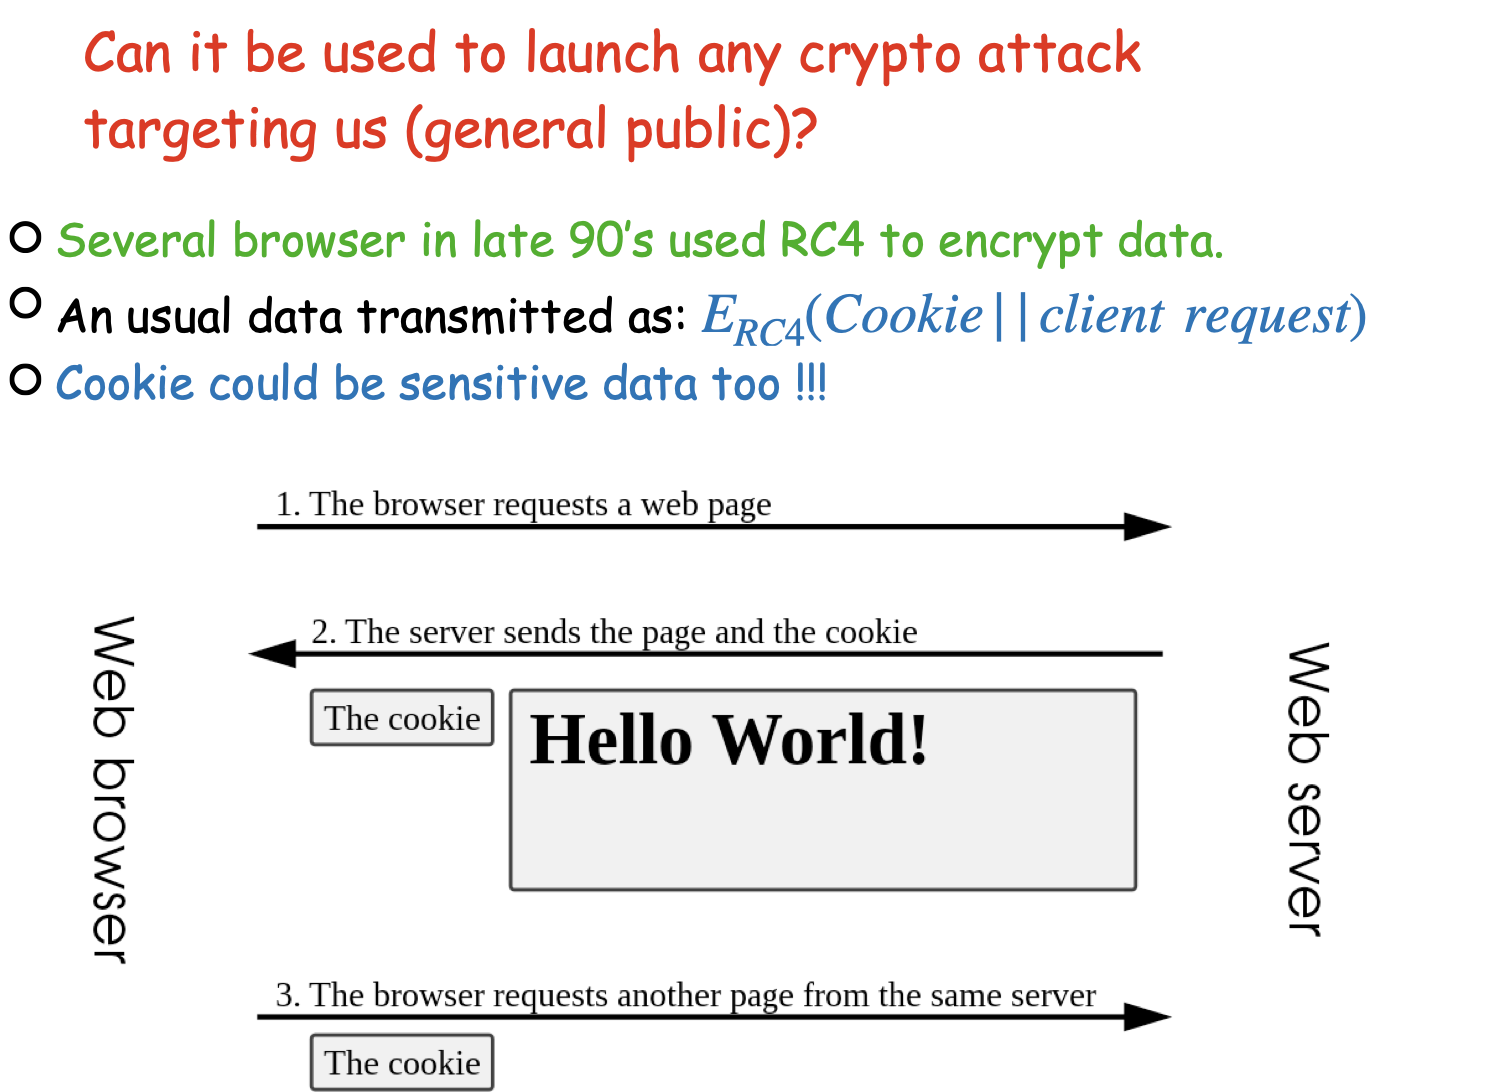 Can it be used to launch any crypto attack
targeting us (general public)?
Several browser in late 90's used RC4 to encrypt data.
An usual data transmitted as: E_{RC4}(Cookie||client request)
Cookie could be sensitive data too !!!
1. The browser requests a web page
2. The server sends the page and the cookie
The cookie
Hello World!
Web browser
Web server
3. The browser requests another page from the same server
The cookie